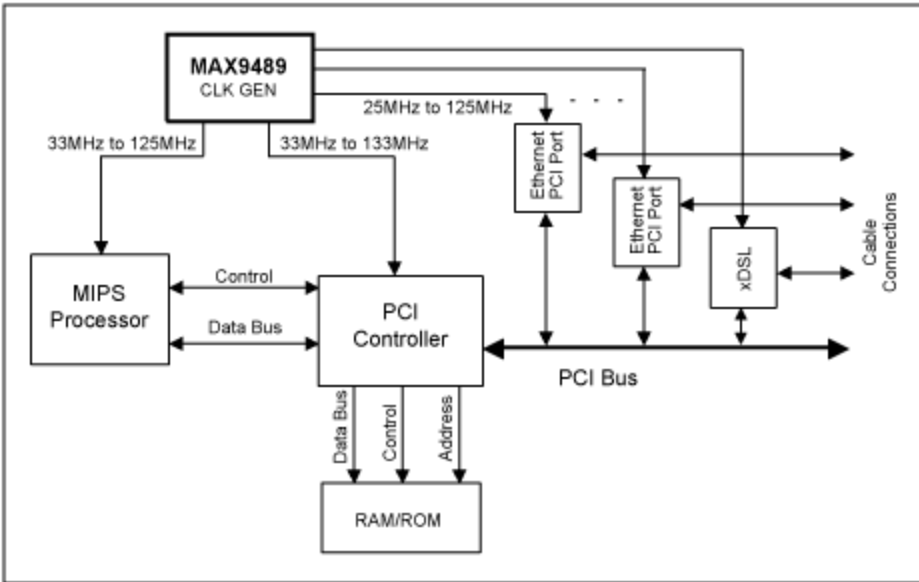 MAX9489
CLK GEN
25MHz to 125MHz
- - -
33MHz to 125MHz
33MHz to 133MHz
Ethernet
PCI Port
Ethernet
PCI Port
xDSL
Cable
Connections
MIPS
Processor
Control
Data Bus
PCI
Controller
PCI Bus
Data Bus
Control
Address
RAM/ROM